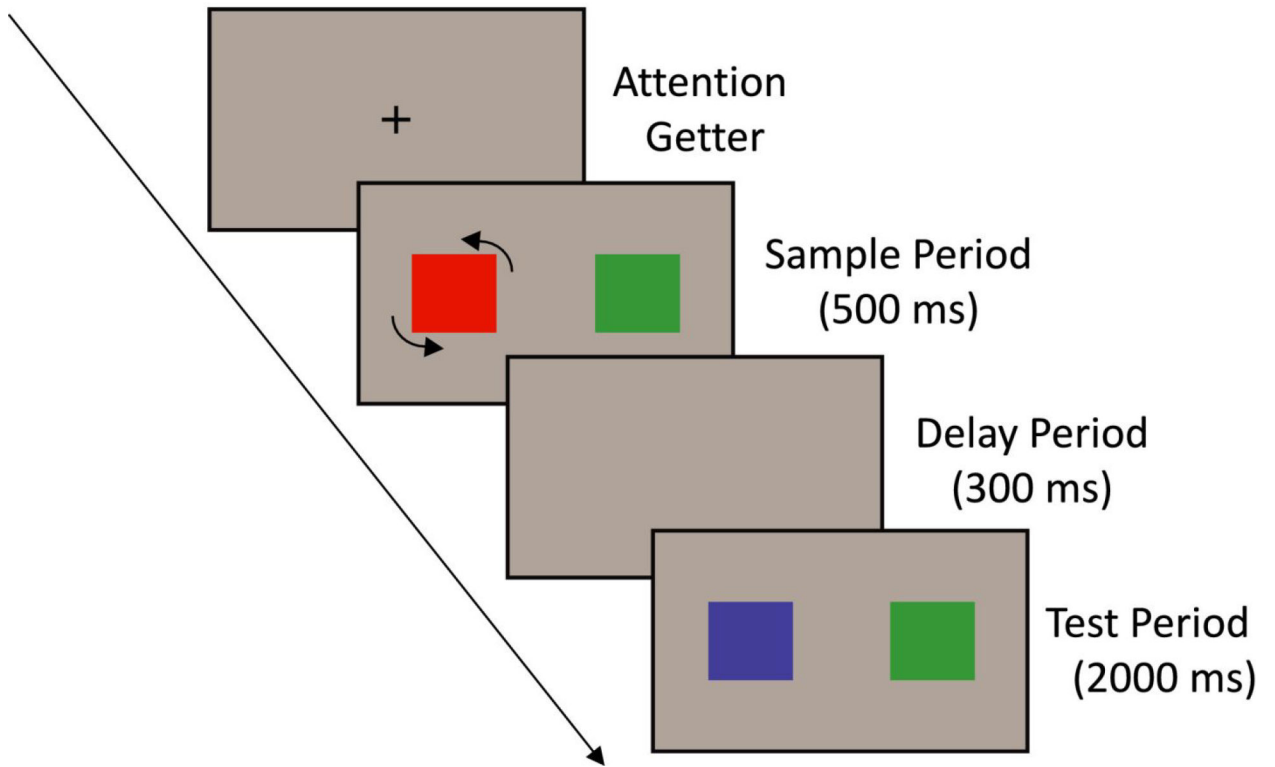 Attention
Getter
Sample Period
(500 ms)
Delay Period
(300 ms)
Test Period
(2000 ms)